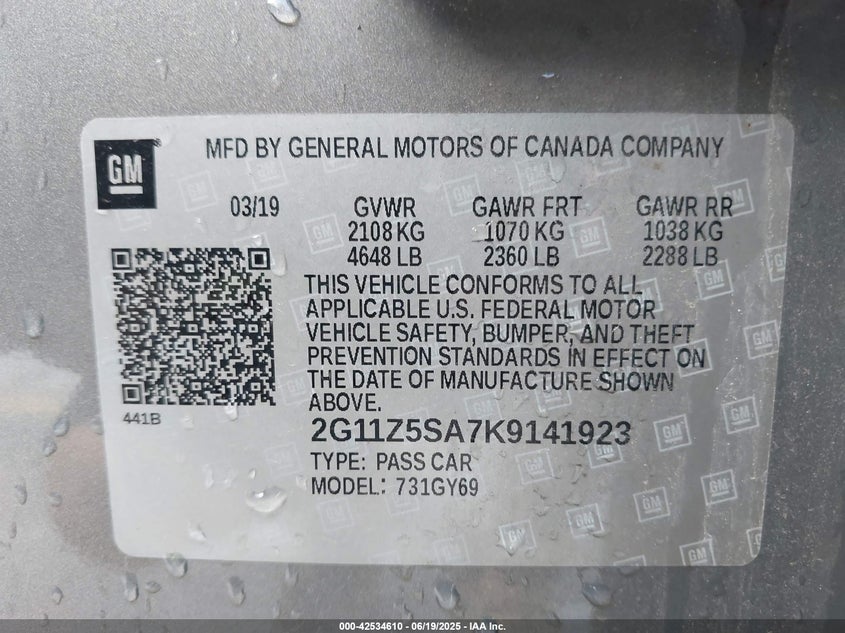 GM
MFD BY GENERAL MOTORS OF CANADA COMPANY
03/19 GVWR GAWR FRT GAWR RR
2108 KG 1070 KG 1038 KG
4648 LB 2360 LB 2288 LB
THIS VEHICLE CONFORMS TO ALL
APPLICABLE U.S. FEDERAL MOTOR
VEHICLE SAFETY, BUMPER, AND THEFT
PREVENTION STANDARDS IN EFFECT ON
THE DATE OF MANUFACTURE SHOWN
ABOVE.
441B
2G11Z5SA7K9141923
TYPE: PASS CAR
MODEL: 731GY69
000-42534610 - 06/19/2025 - IAA Inc.